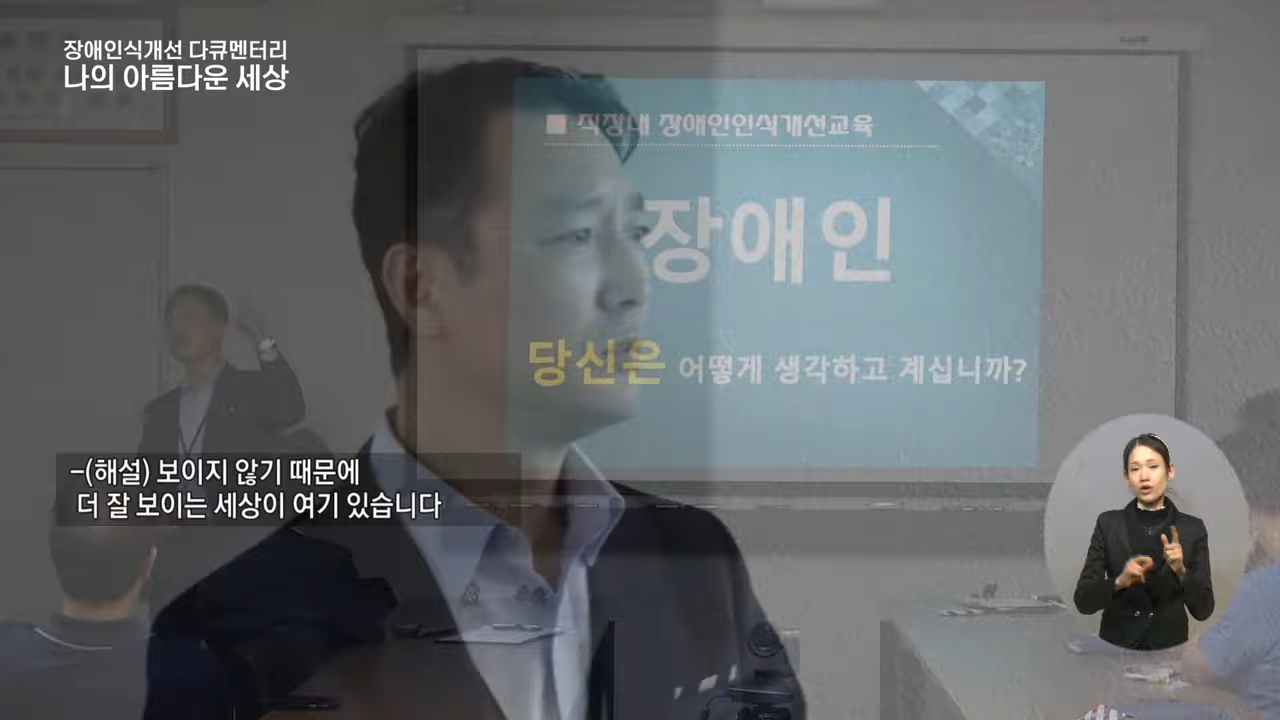 장애인식개선 다큐멘터리
나의 아름다운 세상
■ 직장내 장애인인식개선교육
장애인
당신은 어떻게 생각하고 계십니까?
-(해설) 보이지 않기 때문에
더 잘 보이는 세상이 여기 있습니다